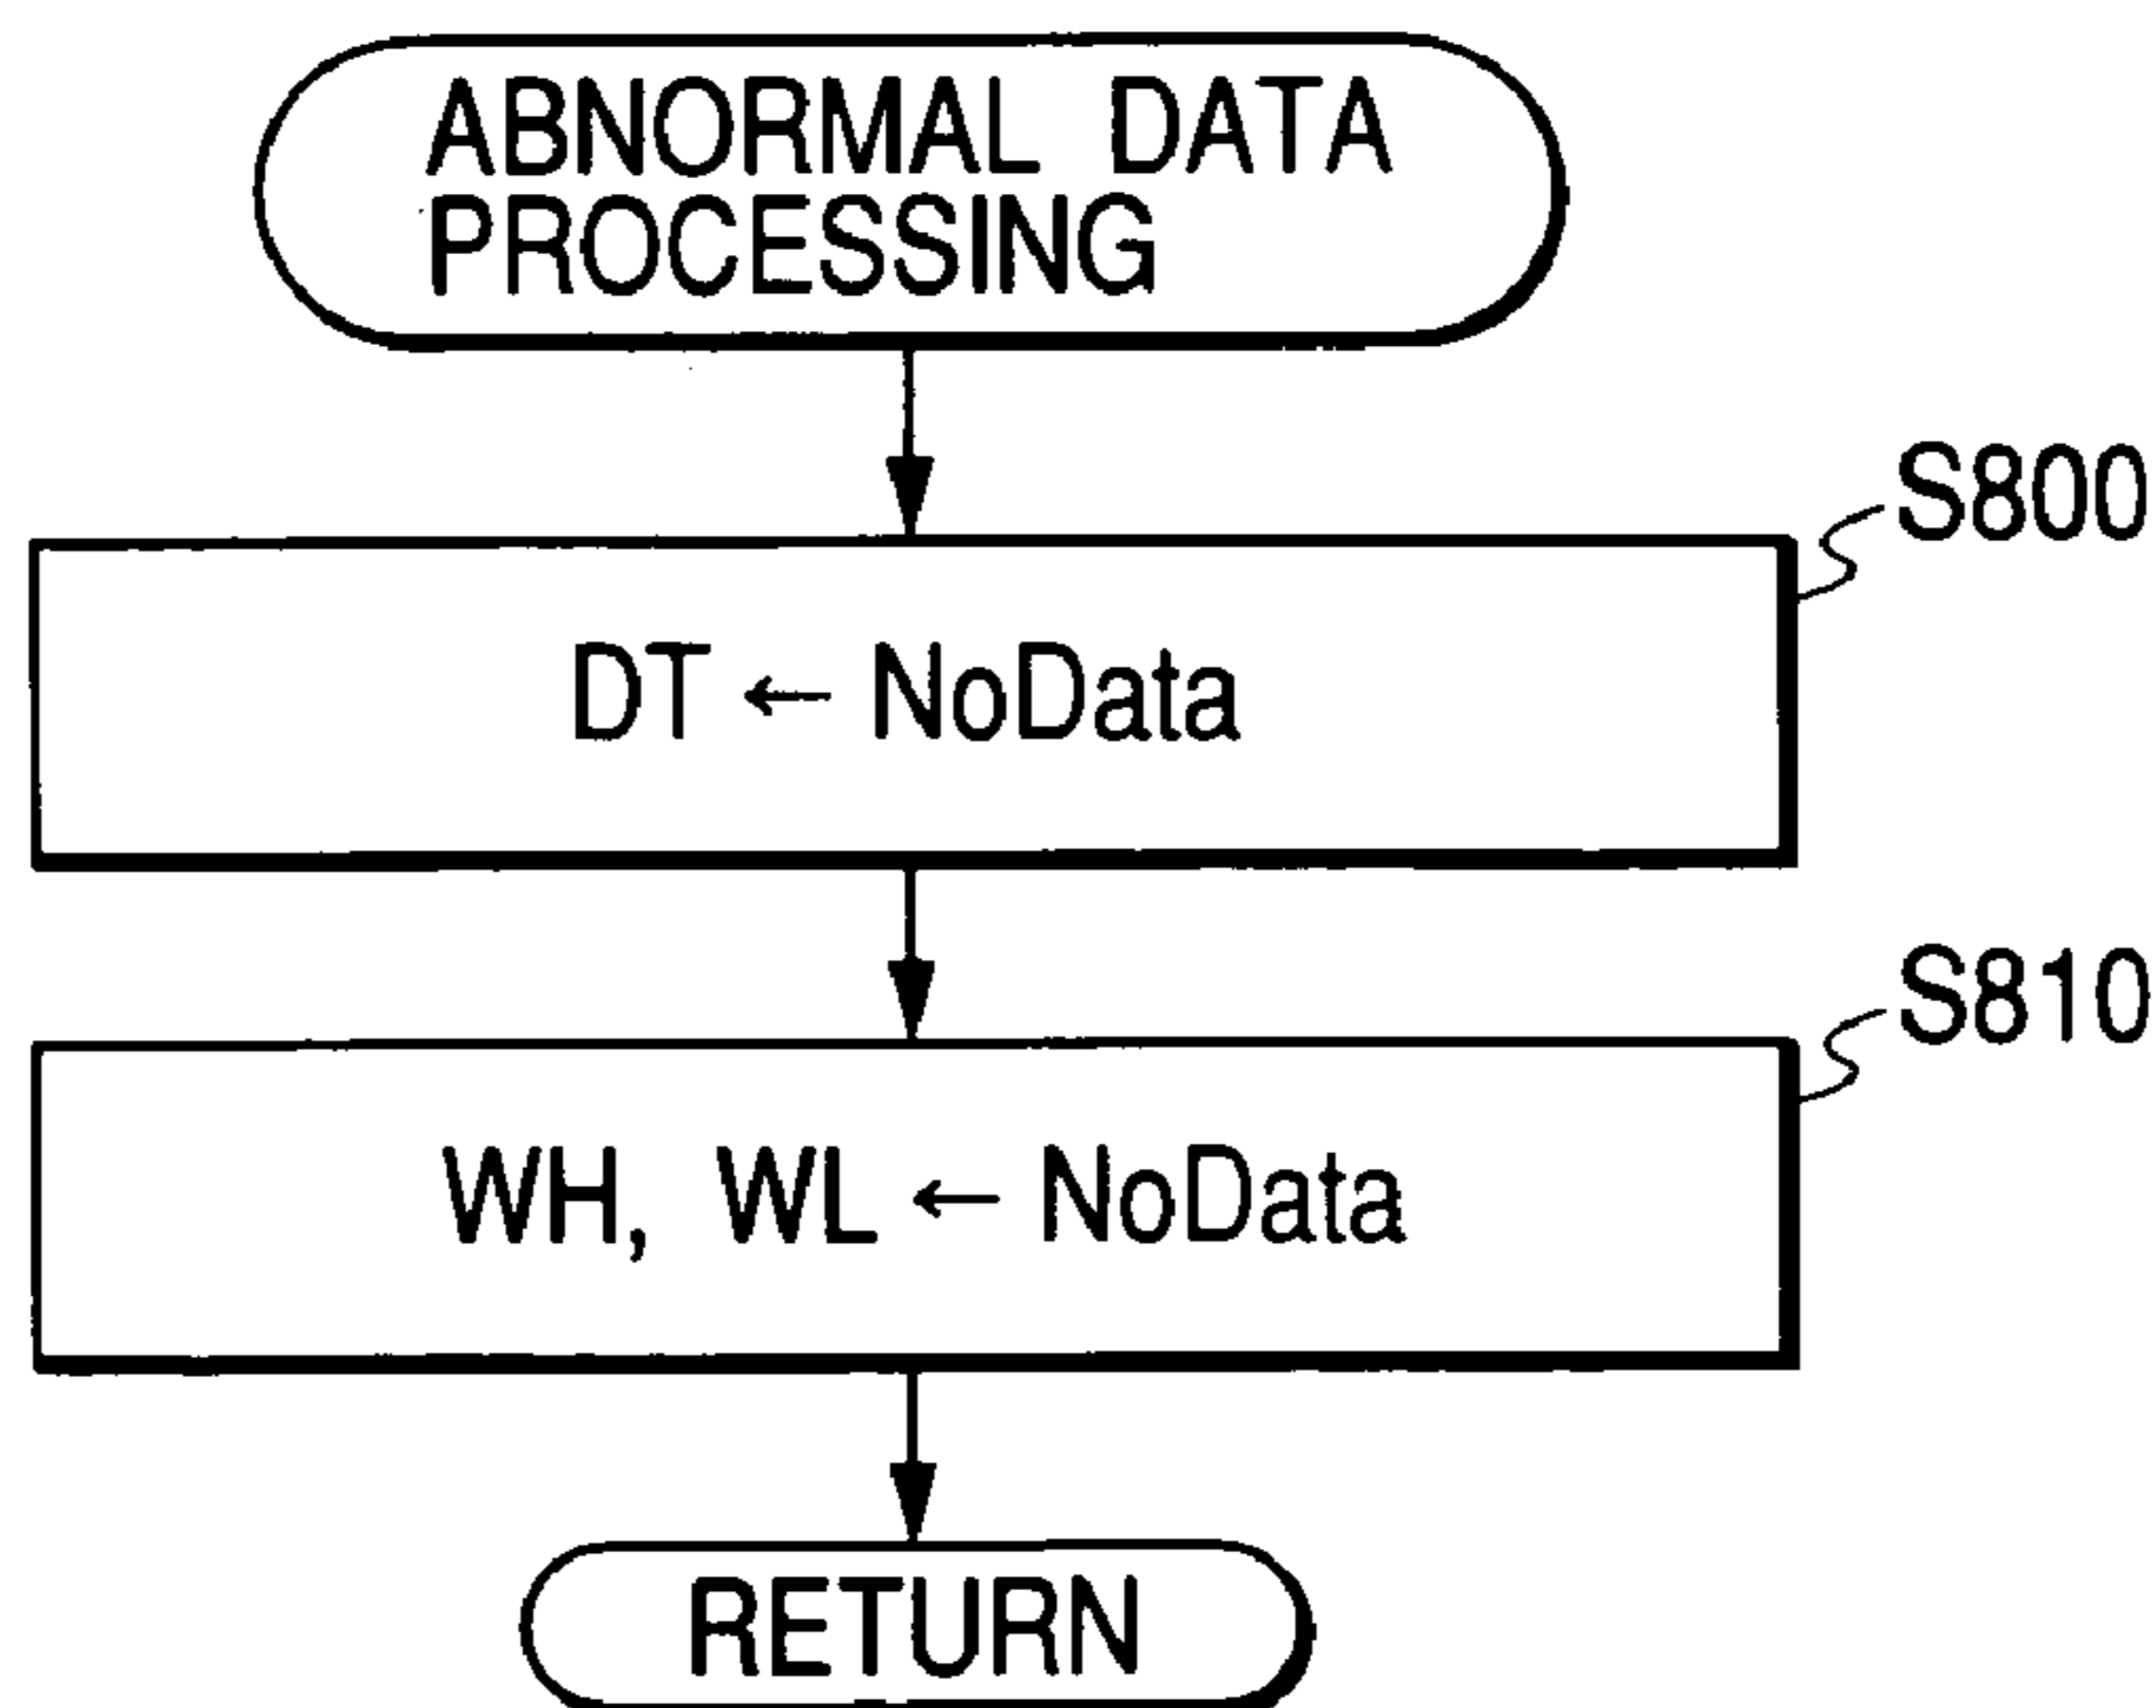 ABNORMAL DATA
PROCESSING
S800
DT ← NoData
S810
WH, WL ← NoData
RETURN